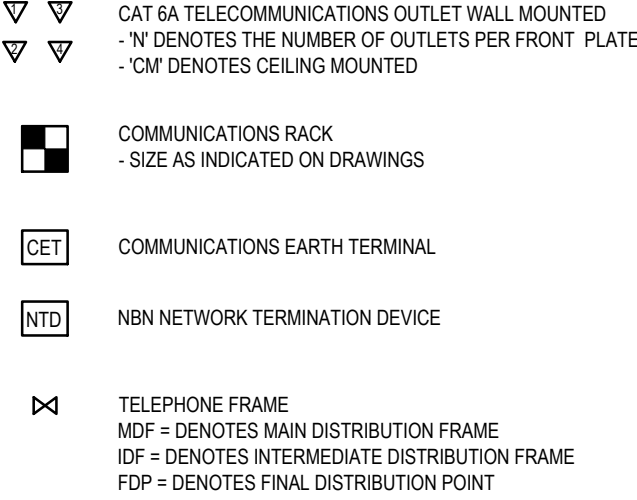 1 3 CAT 6A TELECOMMUNICATIONS OUTLET WALL MOUNTED
2 4 - 'N' DENOTES THE NUMBER OF OUTLETS PER FRONT PLATE
- 'CM' DENOTES CEILING MOUNTED
COMMUNICATIONS RACK
- SIZE AS INDICATED ON DRAWINGS
CET COMMUNICATIONS EARTH TERMINAL
NTD NBN NETWORK TERMINATION DEVICE
TELEPHONE FRAME
MDF = DENOTES MAIN DISTRIBUTION FRAME
IDF = DENOTES INTERMEDIATE DISTRIBUTION FRAME
FDP = DENOTES FINAL DISTRIBUTION POINT